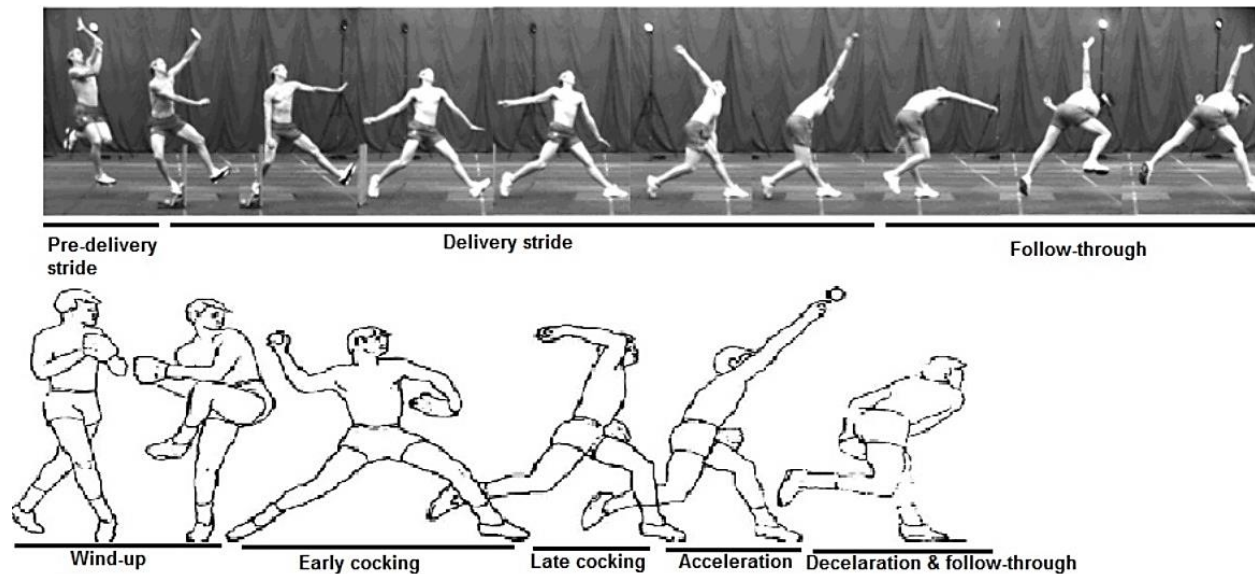 Pre-delivery
stride
Delivery stride
Follow-through
Wind-up
Early cocking
Late cocking
Acceleration
Decelaration & follow-through